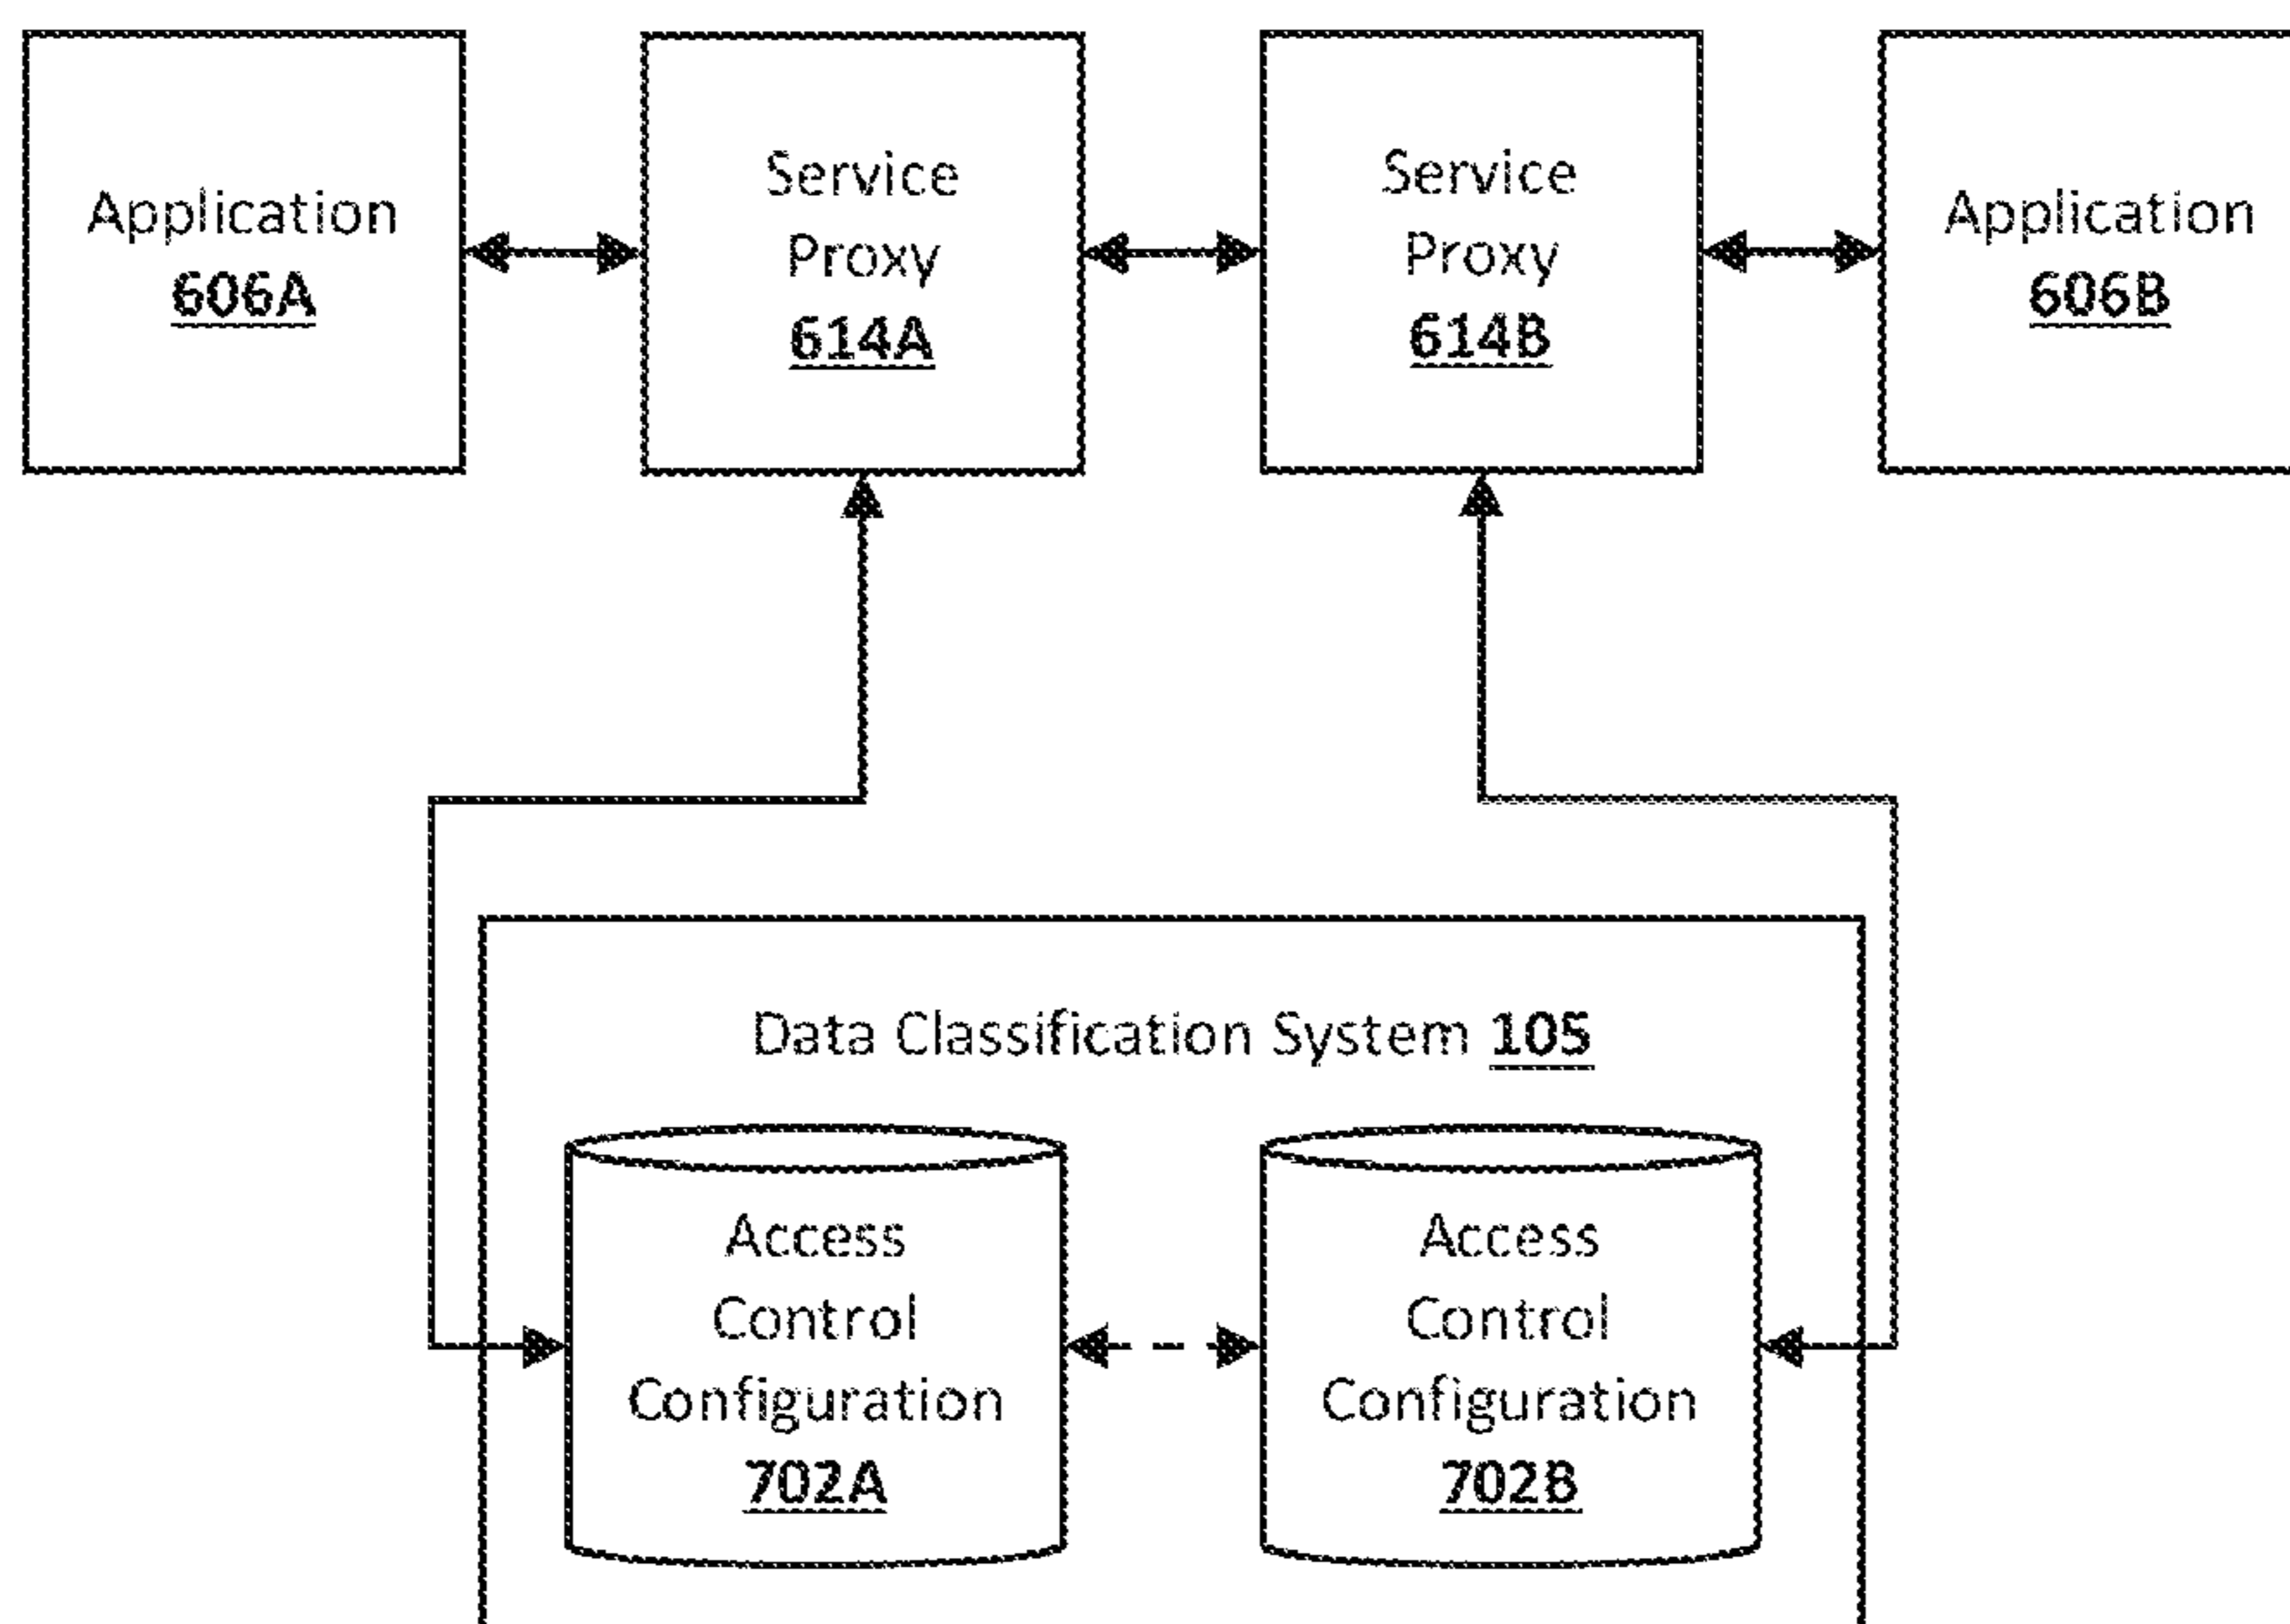 Application
606A
Service
Proxy
614A
Service
Proxy
614B
Application
606B
Data Classification System 105
Access
Control
Configuration
702A
Access
Control
Configuration
702B